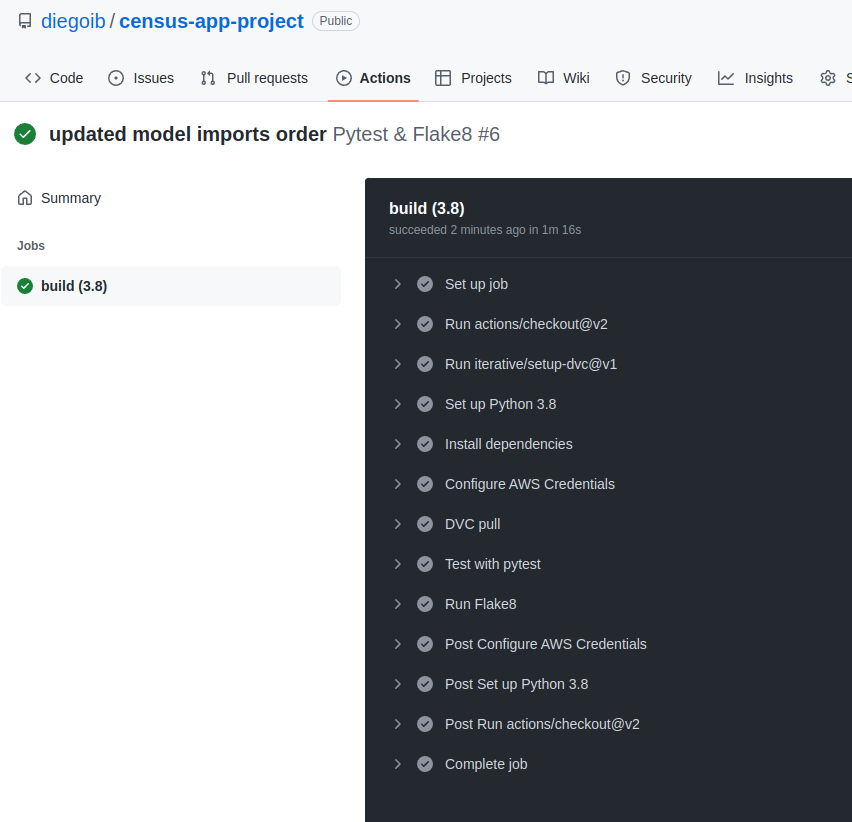 diegoib / census-app-project Public
Code Issues Pull requests Actions Projects Wiki Security Insights S
updated model imports order Pytest & Flake8 #6
Summary
Jobs
build (3.8)
build (3.8)
succeeded 2 minutes ago in 1m 16s
Set up job
Run actions/checkout@v2
Run iterative/setup-dvc@v1
Set up Python 3.8
Install dependencies
Configure AWS Credentials
DVC pull
Test with pytest
Run Flake8
Post Configure AWS Credentials
Post Set up Python 3.8
Post Run actions/checkout@v2
Complete job